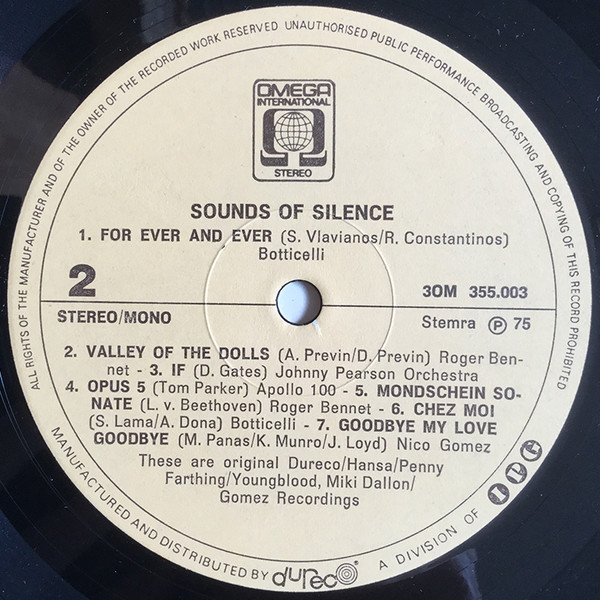 ALL RIGHTS OF THE MANUFACTURER AND OF THE OWNER OF THE RECORDED WORK RESERVED UNAUTHORISED PUBLIC PERFORMANCE BROADCASTING AND COPYING OF THIS RECORD PROHIBITED
OMEGA
INTERNATIONAL
STEREO
SOUNDS OF SILENCE
1. FOR EVER AND EVER (S. Vlavianos/R. Constantinos)
Botticelli
2
3OM 355.003
STEREO/MONO
Stemra Ⓟ 75
2. VALLEY OF THE DOLLS (A. Previn/D. Previn) Roger Ben-
net - 3. IF (D. Gates) Johnny Pearson Orchestra
4. OPUS 5 (Tom Parker) Apollo 100 - 5. MONDSCHEIN SO-
NATE (L. v. Beethoven) Roger Bennet - 6. CHEZ MOI
(S. Lama/A. Dona) Botticelli - 7. GOODBYE MY LOVE
GOODBYE (M. Panas/K. Munro/J. Loyd) Nico Gomez
These are original Dureco/Hansa/Penny
Farthing/Youngblood, Miki Dallon/
Gomez Recordings
MANUFACTURED AND DISTRIBUTED BY dureco A DIVISION OF